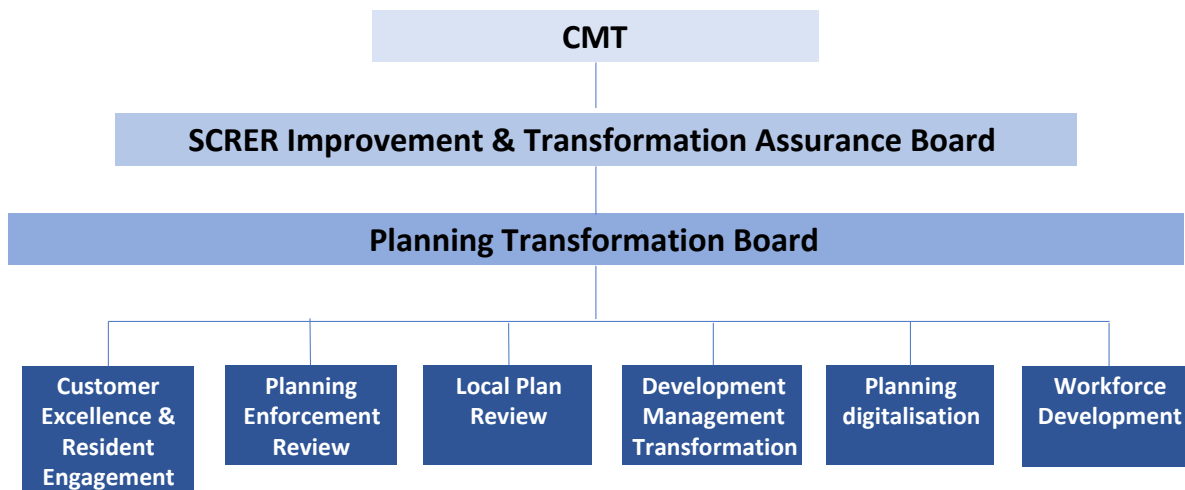 CMT
SCRER Improvement & Transformation Assurance Board
Planning Transformation Board
Customer
Excellence &
Resident
Engagement
Planning
Enforcement
Review
Local Plan
Review
Development
Management
Transformation
Planning
digitalisation
Workforce
Development